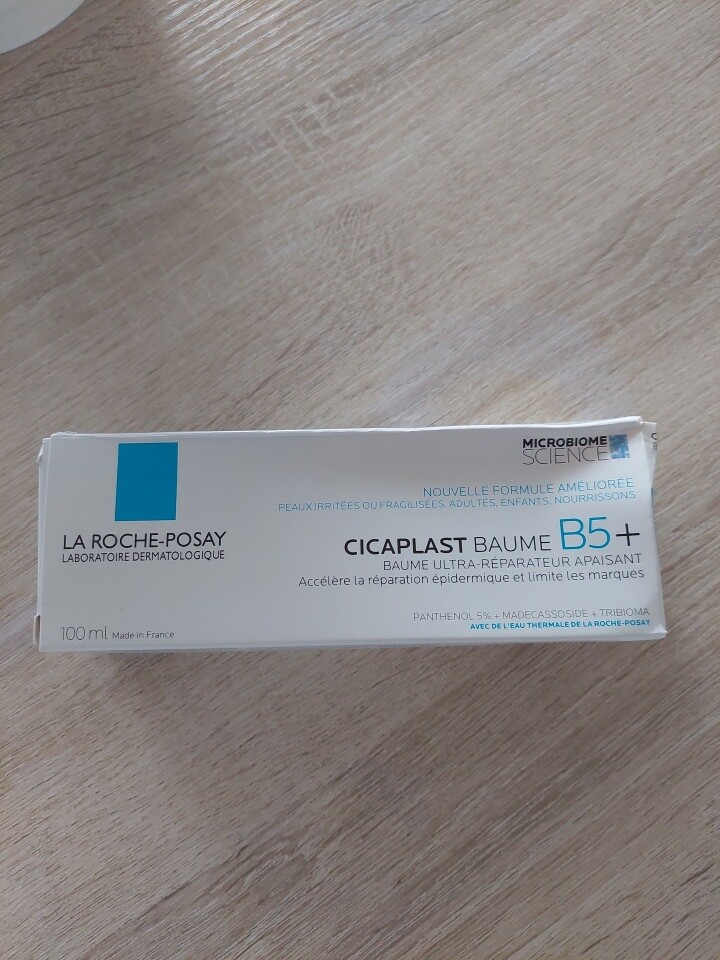 MICROBIOME
SCIENCE
NOUVELLE FORMULE AMÉLIORÉE
PEAUX IRRITÉES OU FRAGILISÉES. ADULTES, ENFANTS, NOURRISSONS
LA ROCHE-POSAY
LABORATOIRE DERMATOLOGIQUE
CICAPLAST BAUME B5+
BAUME ULTRA-RÉPARATEUR APAISANT
Accélère la réparation épidermique et limite les marques
PANTHENOL 5% + MADECASSOSIDE + TRIBIOMA
AVEC DE L'EAU THERMALE DE LA ROCHE-POSAY
100 ml Made in France